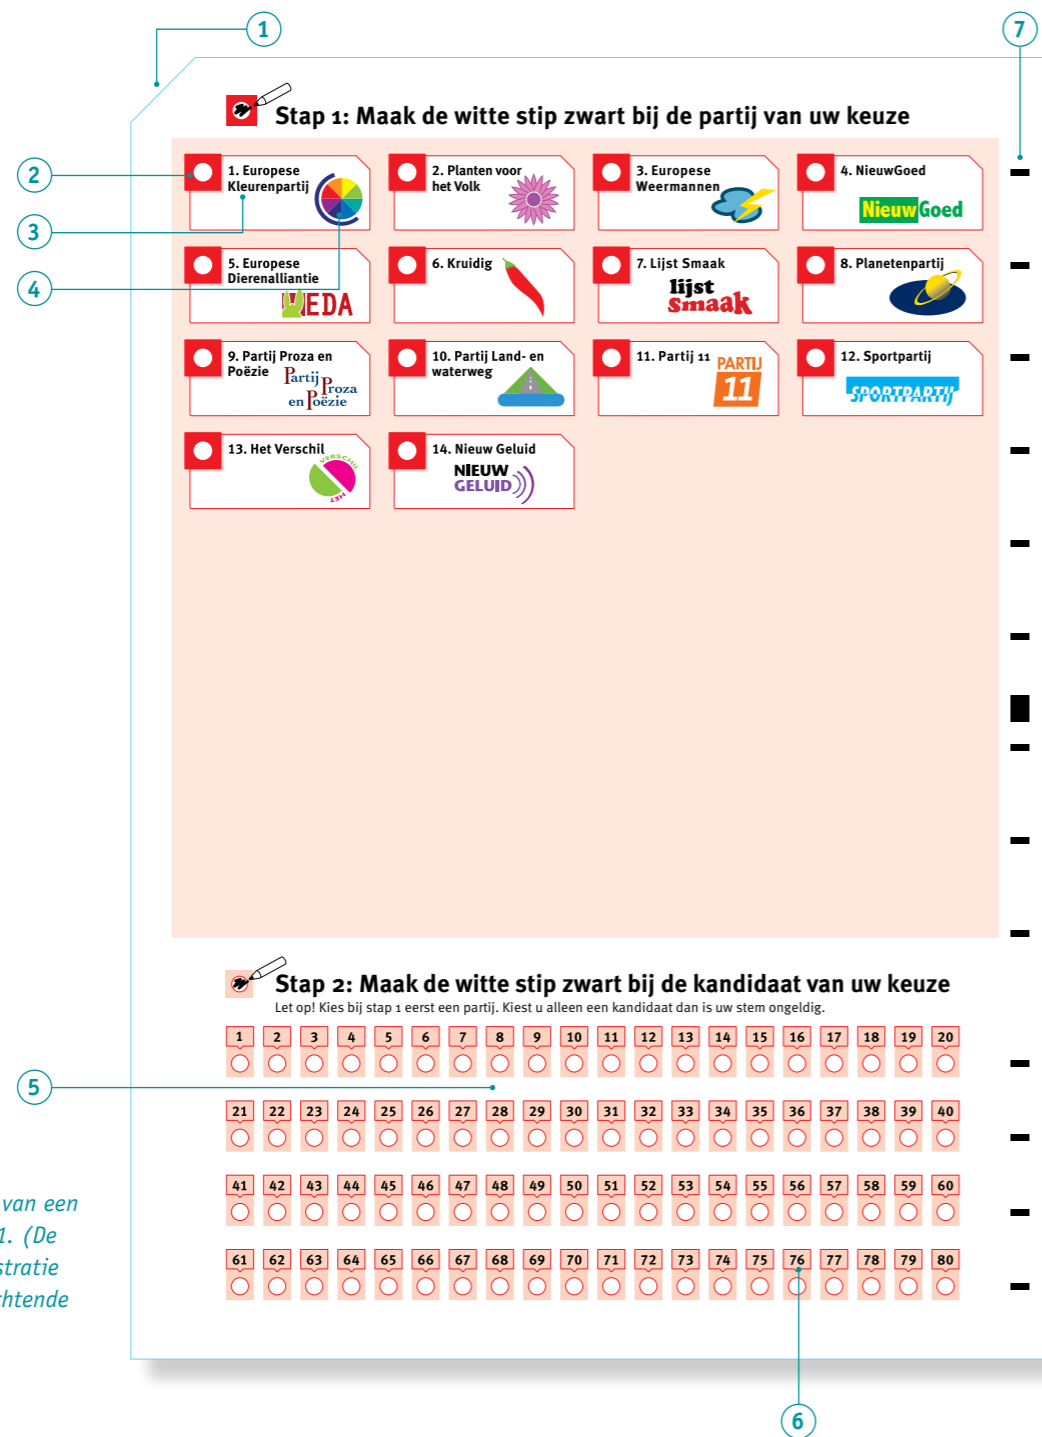 1
7
Stap 1: Maak de witte stip zwart bij de partij van uw keuze
2
3
4
1. Europese
Kleurenpartij
2. Planten voor
het Volk
3. Europese
Weermannen
4. NieuwGoed
NieuwGoed
5. Europese
Dierenalliantie
EDA
6. Kruidig
7. Lijst Smaak
lijst
smaak
8. Planetenpartij
9. Partij Proza en
Poëzie
Partij
Proza
en Poëzie
10. Partij Land- en
waterweg
11. Partij 11
PARTIJ
11
12. Sportpartij
SPORTPARTIJ
13. Het Verschil
VERSCHIL
HET
14. Nieuw Geluid
NIEUW
GELUID
Stap 2: Maak de witte stip zwart bij de kandidaat van uw keuze
Let op! Kies bij stap 1 eerst een partij. Kiest u alleen een kandidaat dan is uw stem ongeldig.
1 2 3 4 5 6 7 8 9 10 11 12 13 14 15 16 17 18 19 20
5
21 22 23 24 25 26 27 28 29 30 31 32 33 34 35 36 37 38 39 40
41 42 43 44 45 46 47 48 49 50 51 52 53 54 55 56 57 58 59 60
61 62 63 64 65 66 67 68 69 70 71 72 73 74 75 76 77 78 79 80
van een
1. (De
stratie
chtende
6